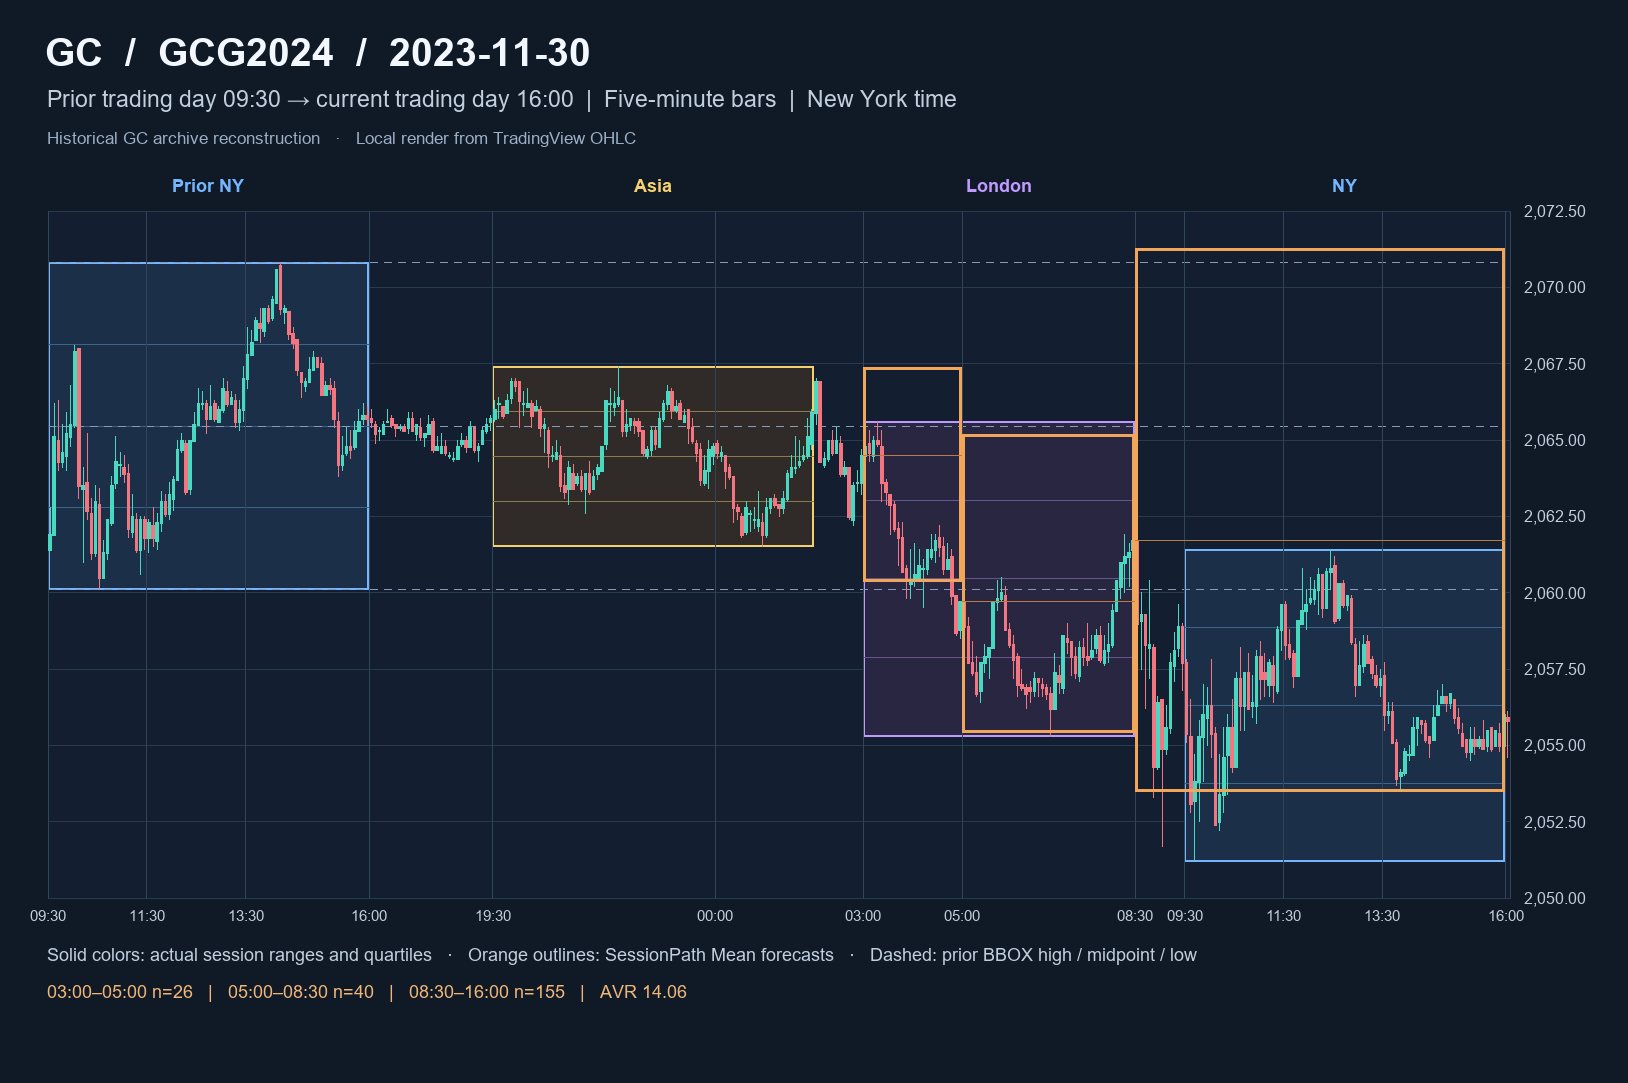 GC / GCG2024 / 2023-11-30
Prior trading day 09:30 → current trading day 16:00 | Five-minute bars | New York time
Historical GC archive reconstruction · Local render from TradingView OHLC
Prior NY Asia London NY
2,072.50
2,070.00
2,067.50
2,065.00
2,062.50
2,060.00
2,057.50
2,055.00
2,052.50
2,050.00
09:30 11:30 13:30 16:00 19:30 00:00 03:00 05:00 08:30 09:30 11:30 13:30 16:00
Solid colors: actual session ranges and quartiles · Orange outlines: SessionPath Mean forecasts · Dashed: prior BBOX high / midpoint / low
03:00–05:00 n=26 | 05:00–08:30 n=40 | 08:30–16:00 n=155 | AVR 14.06